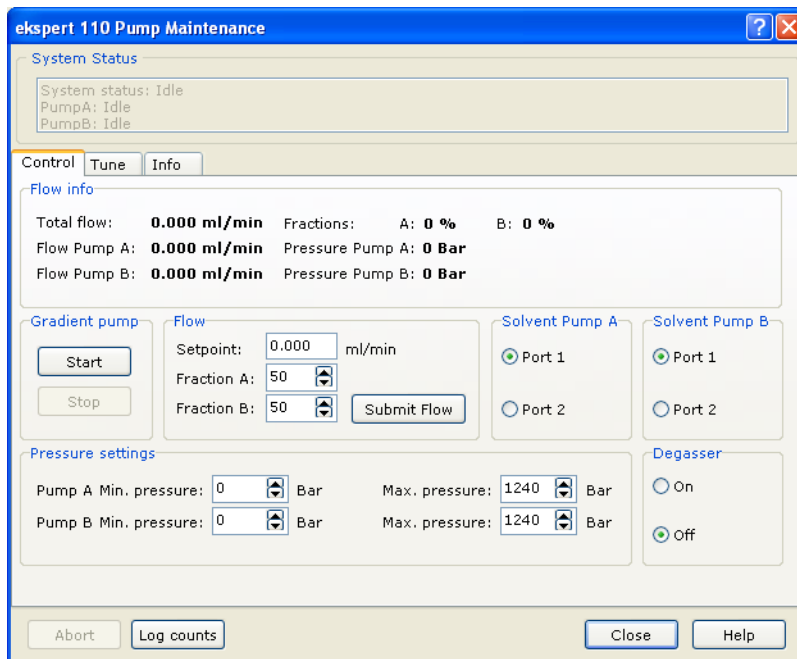 ekspert 110 Pump Maintenance
System Status
System status: Idle
PumpA: Idle
PumpB: Idle
Control Tune Info
Flow info
Total flow: 0.000 ml/min Fractions: A: 0 % B: 0 %
Flow Pump A: 0.000 ml/min Pressure Pump A: 0 Bar
Flow Pump B: 0.000 ml/min Pressure Pump B: 0 Bar
Gradient pump Flow Solvent Pump A Solvent Pump B
Setpoint: 0.000 ml/min
Start Port 1 Port 1
Fraction A: 50
Stop Fraction B: 50 Submit Flow Port 2 Port 2
Pressure settings Degasser
Pump A Min. pressure: 0 Bar Max. pressure: 1240 Bar On
Pump B Min. pressure: 0 Bar Max. pressure: 1240 Bar Off
Abort Log counts Close Help